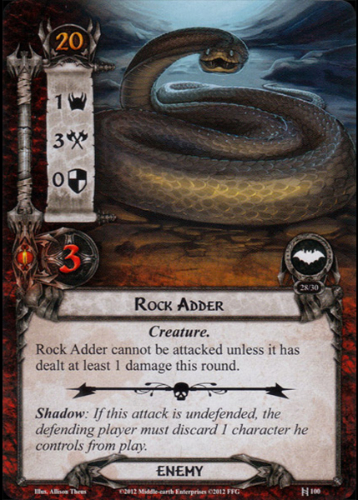 20
1
3
0
3
28/30
Rock Adder
Creature.
Rock Adder cannot be attacked unless it has
dealt at least 1 damage this round.
Shadow: If this attack is undefended, the
defending player must discard 1 character he
controls from play.
ENEMY
Illus. Allison Theus ©2012 Middle-earth Enterprises ©2012 FFG 100